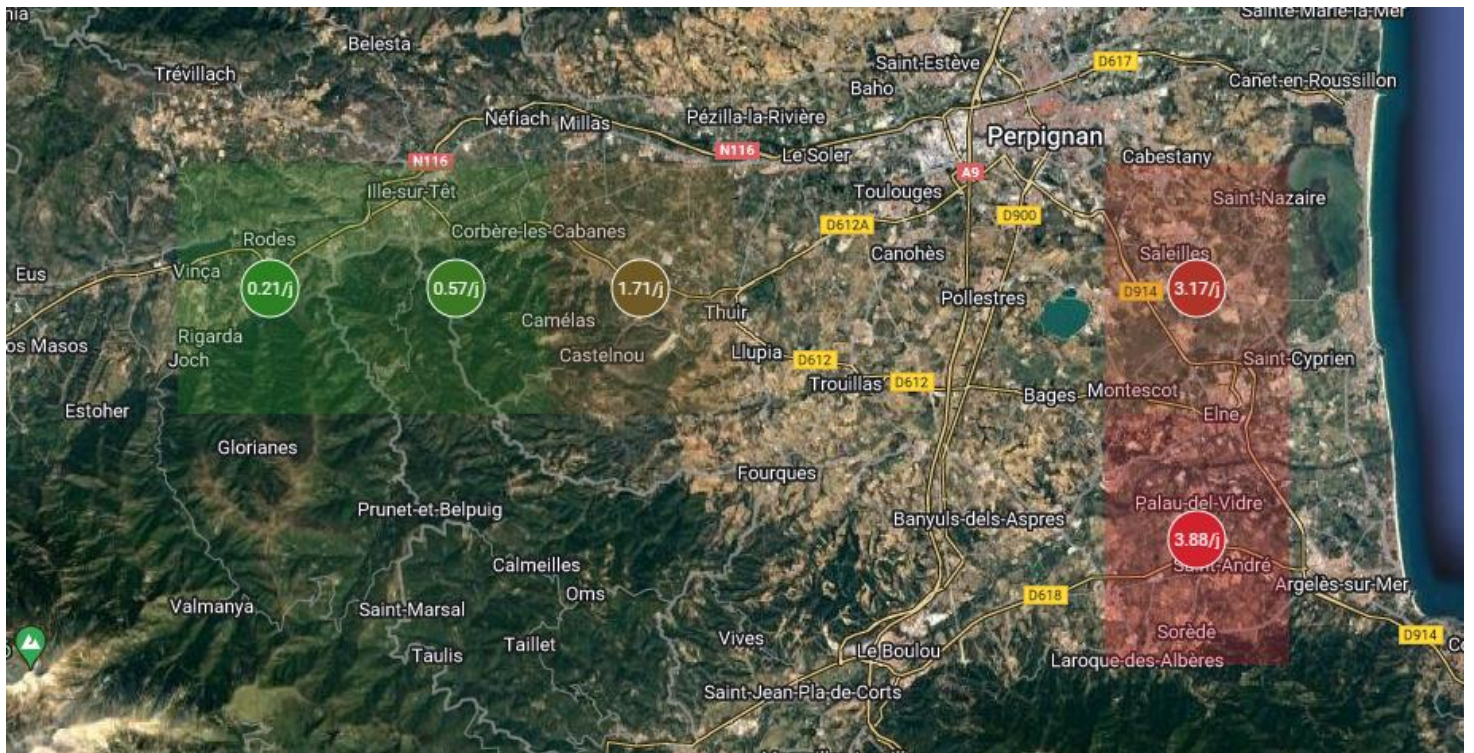 Sainte-Marie-la-Mer
Belesta
Trévillach
Saint-Estève
D617
Baho
Canet-en-Roussillon
Néfiach
Millas
Pézilla-la-Rivière
Perpignan
N116
N116
Le Soler
Cabestany
A9
Ille-sur-Têt
Toulouges
Saint-Nazaire
D900
D612A
Rodes
Corbère-les-Cabanes
Canohès
Saleilles
Eus
Vinça
0.21/j
0.57/j
1.71/j
3.17/j
D914
Pollestres
Thuir
Camélas
Rigarda
os Masos
Joch
Castelnou
Llupia
D612
Saint-Cyprien
Trouillas
D612
Bages
Montescot
Estoher
Elne
Glorianes
Fourques
Prunet-et-Belpuig
Palau-del-Vidre
Banyuls-dels-Aspres
3.88/j
Calmeilles
Saint-André
Argelès-sur-Mer
Oms
D618
Valmanya
Saint-Marsal
Taillet
Vives
Sorède
D914
Taulis
Le Boulou
Laroque-des-Albères
Saint-Jean-Pla-de-Corts